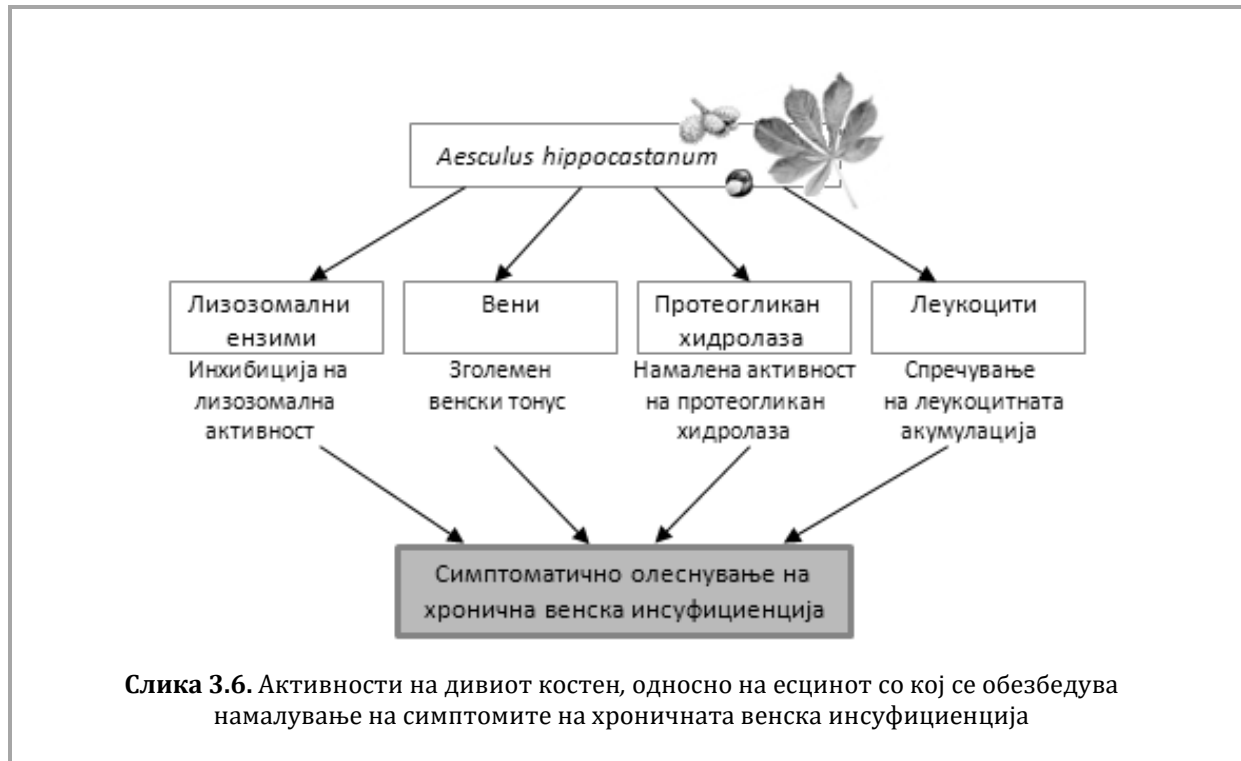 Aesculus hippocastanum
Лизозомални
ензими
Вени
Протеогликан
хидролаза
Леукоцити
Инхибиција на
лизозомална
активност
Зголемен
венски тонус
Намалена активност
на протеогликан
хидролаза
Спречување
на леукоцитната
акумулација
Симптоматично олеснување на
хронична венска инсуфициенција
Слика 3.6. Активности на дивиот костен, односно на есцинот со кој се обезбедува
намалување на симптомите на хроничната венска инсуфициенција